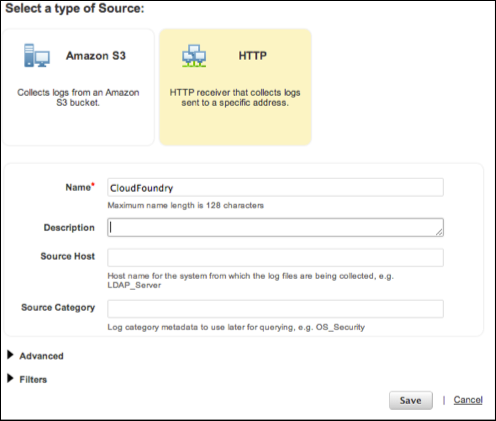 Select a type of Source:
Amazon S3
Collects logs from an Amazon
S3 bucket.
HTTP
HTTP receiver that collects logs
sent to a specific address.
Name*
CloudFoundry
Maximum name length is 128 characters
Description
Source Host
Host name for the system from which the log files are being collected, e.g.
LDAP_Server
Source Category
Log category metadata to use later for querying, e.g. OS_Security
Advanced
Filters
Save | Cancel